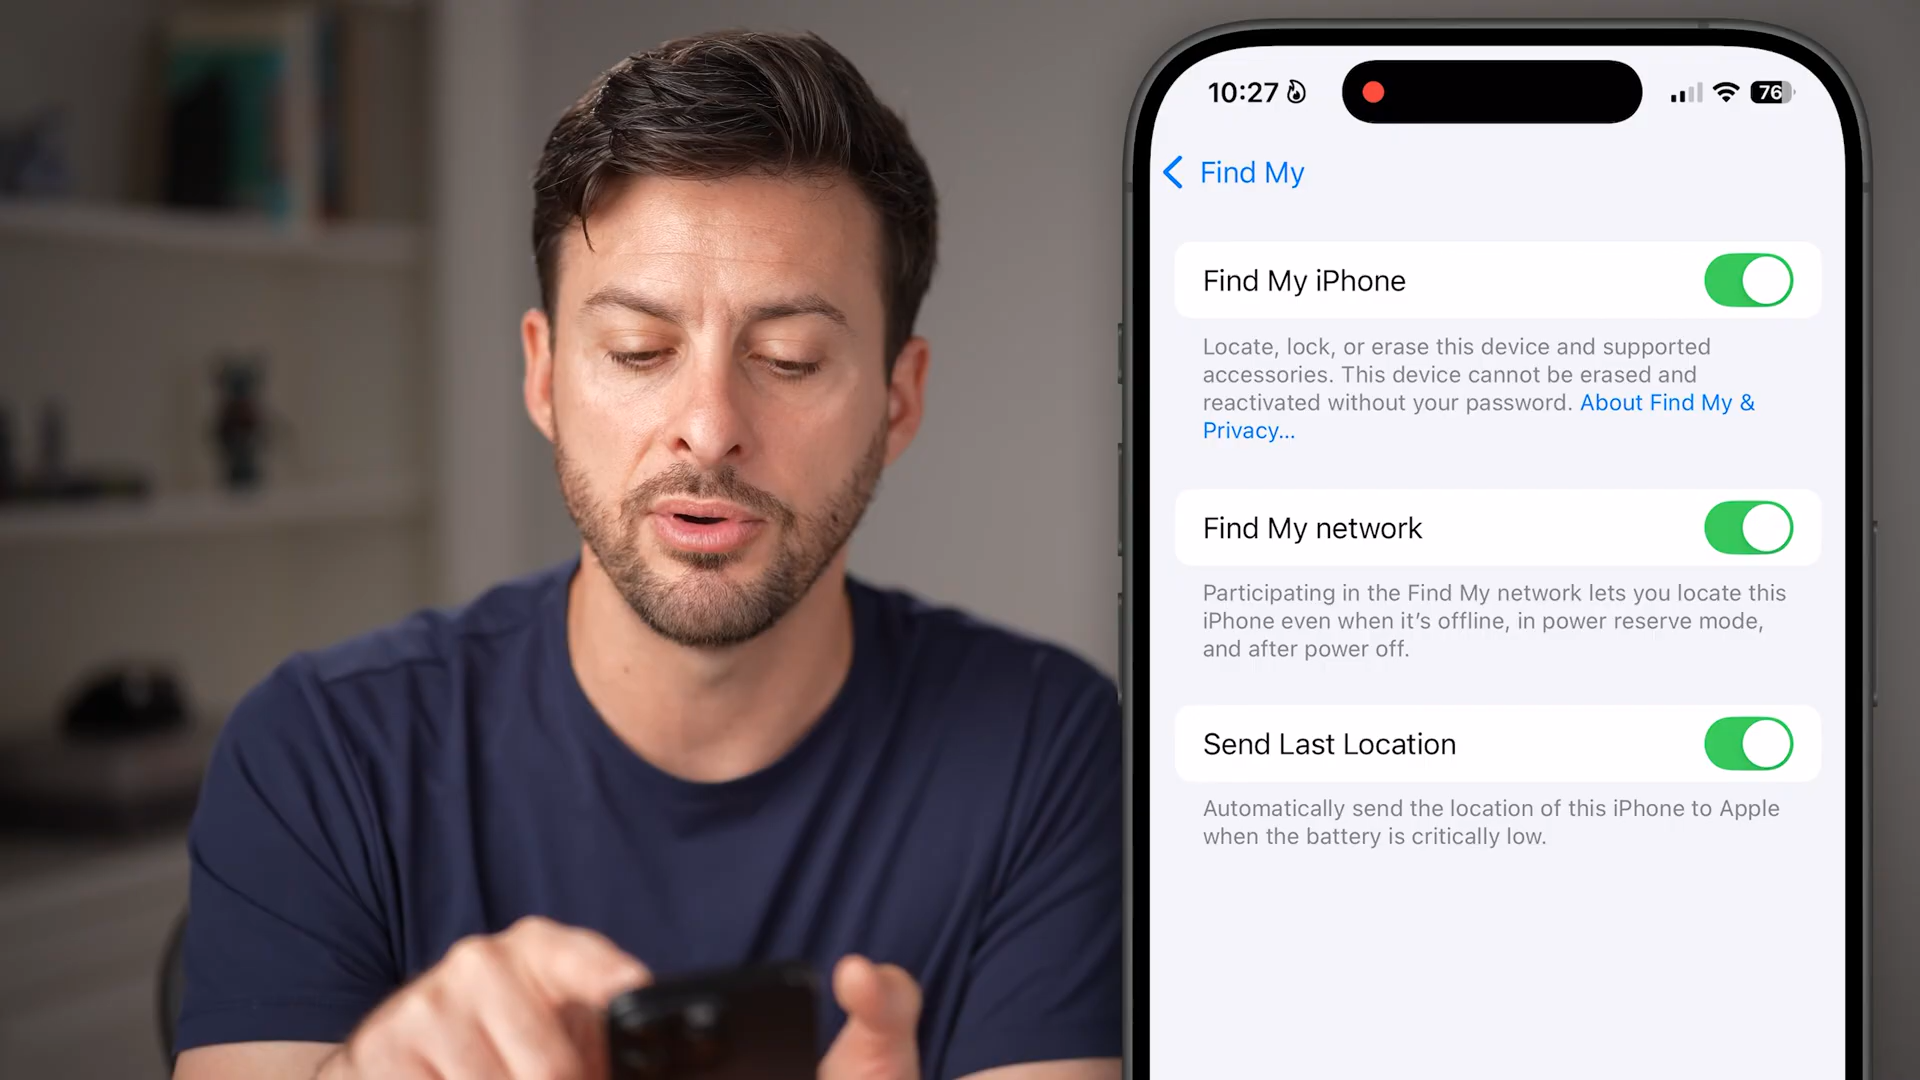 10:27
76
Find My
Find My iPhone
Locate, lock, or erase this device and supported
accessories. This device cannot be erased and
reactivated without your password. About Find My &
Privacy...
Find My network
Participating in the Find My network lets you locate this
iPhone even when it's offline, in power reserve mode,
and after power off.
Send Last Location
Automatically send the location of this iPhone to Apple
when the battery is critically low.